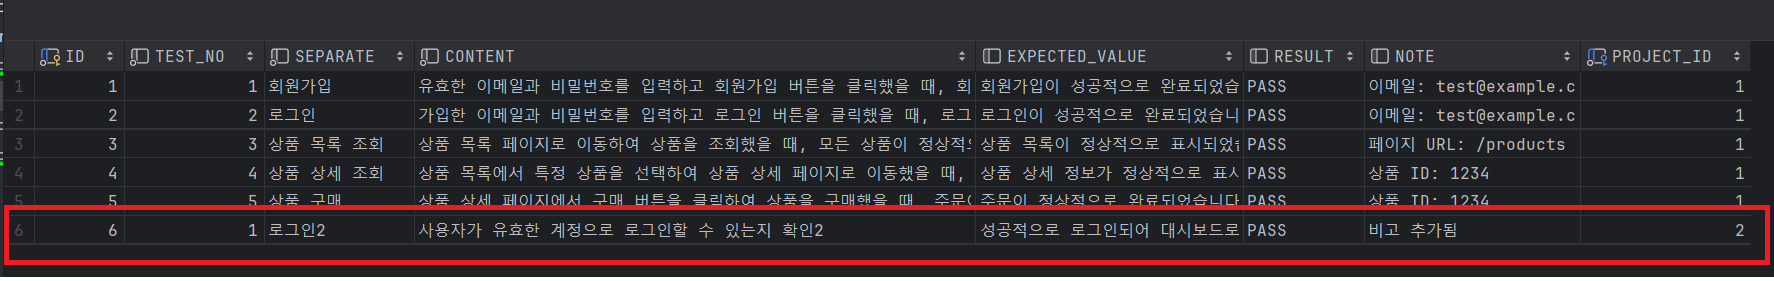 ID TEST_NO SEPARATE CONTENT EXPECTED_VALUE RESULT NOTE PROJECT_ID
1 1 1 회원가입 유효한 이메일과 비밀번호를 입력하고 회원가입 버튼을 클릭했을 때, 회 회원가입이 성공적으로 완료되었습 PASS 이메일: test@example.c 1
2 2 2 로그인 가입한 이메일과 비밀번호를 입력하고 로그인 버튼을 클릭했을 때, 로그 로그인이 성공적으로 완료되었습니 PASS 이메일: test@example.c 1
3 3 3 상품 목록 조회 상품 목록 페이지로 이동하여 상품을 조회했을 때, 모든 상품이 정상적으 상품 목록이 정상적으로 표시되었습 PASS 페이지 URL: /products 1
4 4 4 상품 상세 조회 상품 목록에서 특정 상품을 선택하여 상품 상세 페이지로 이동했을 때, 상품 상세 정보가 정상적으로 표시 PASS 상품 ID: 1234 1
5 5 5 상품 구매 상품 상세 페이지에서 구매 버튼을 클릭하여 상품을 구매했을 때, 주문이 주문이 정상적으로 완료되었습니다 PASS 상품 ID: 1234 1
6 6 1 로그인2 사용자가 유효한 계정으로 로그인할 수 있는지 확인2 성공적으로 로그인되어 대시보드로 PASS 비고 추가됨 2